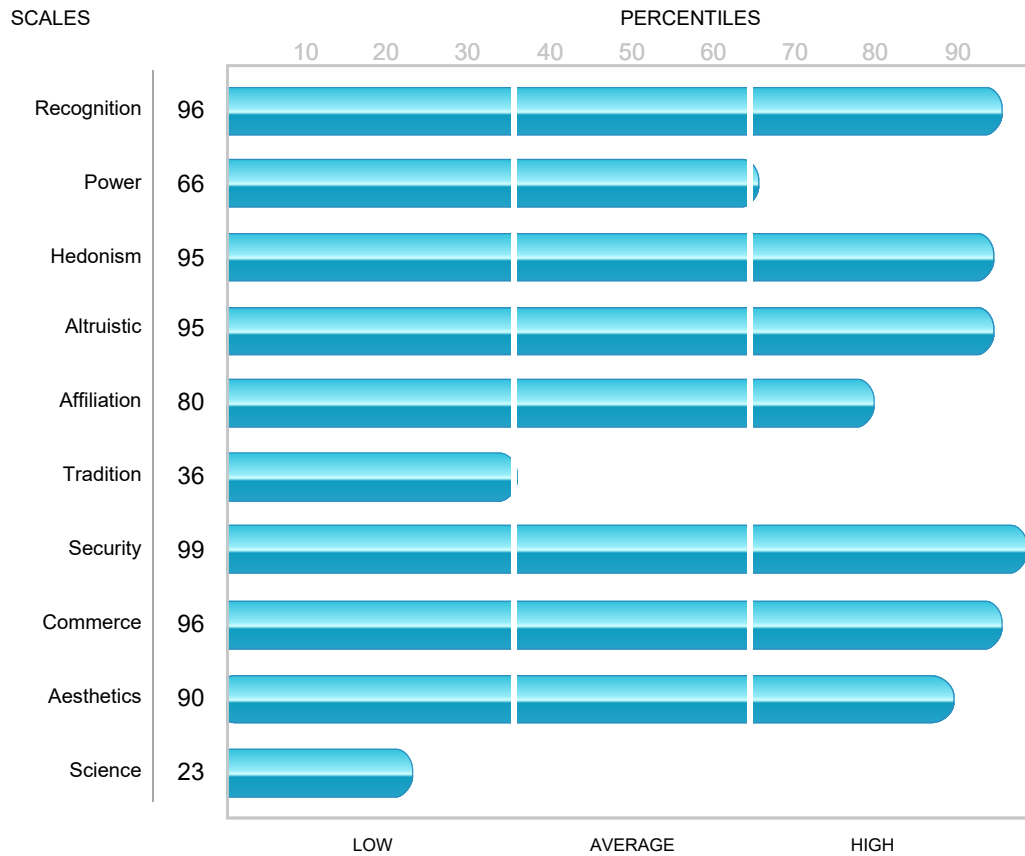 SCALES PERCENTILES
10 20 30 40 50 60 70 80 90
Recognition 96
Power 66
Hedonism 95
Altruistic 95
Affiliation 80
Tradition 36
Security 99
Commerce 96
Aesthetics 90
Science 23
LOW AVERAGE HIGH